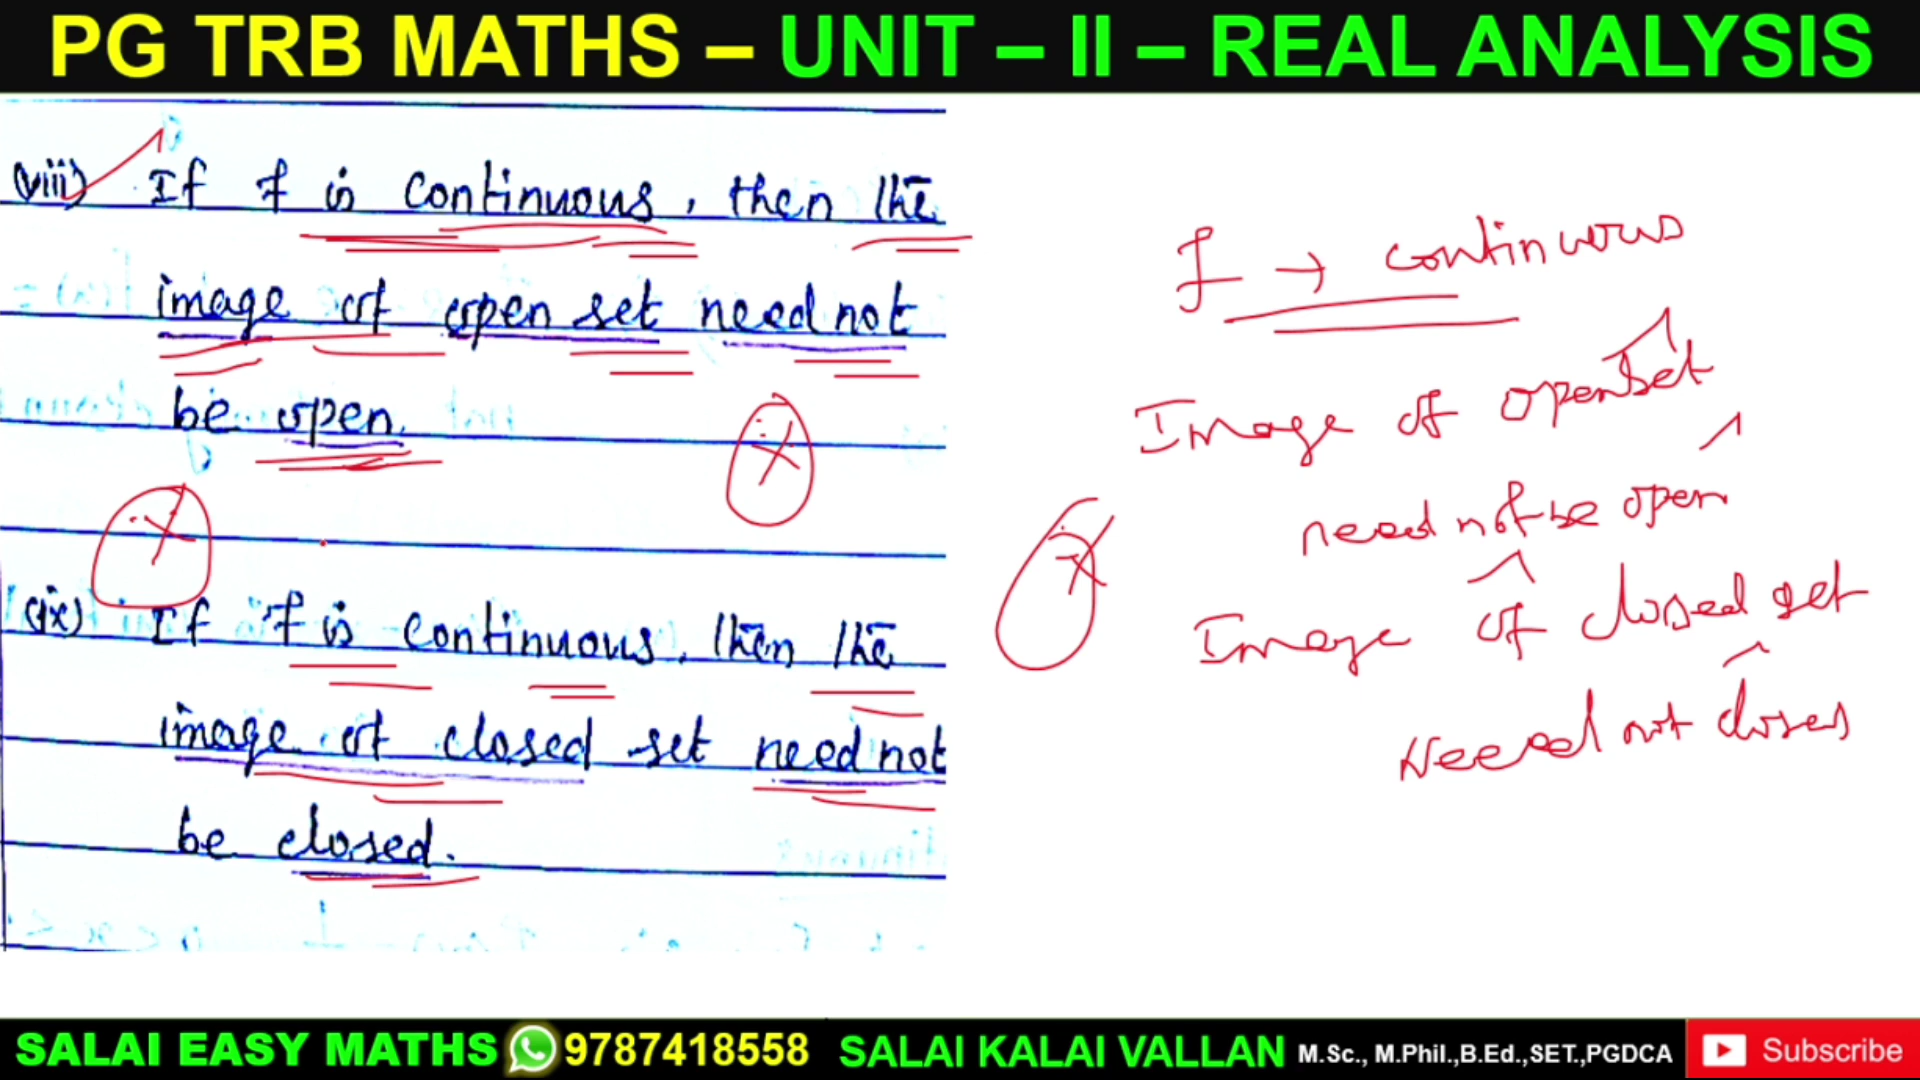 PG TRB MATHS – UNIT – II – REAL ANALYSIS
(viii) If f is continuous, then the
image of open set need not
be open.
(ix) If f is continuous, then the
image of closed set need not
be closed.
f → continuous
Image of open set
need not be open
Image of closed set
Need not closed
SALAI EASY MATHS 9787418558 SALAI KALAI VALLAN M.Sc., M.Phil.,B.Ed.,SET.,PGDCA Subscribe